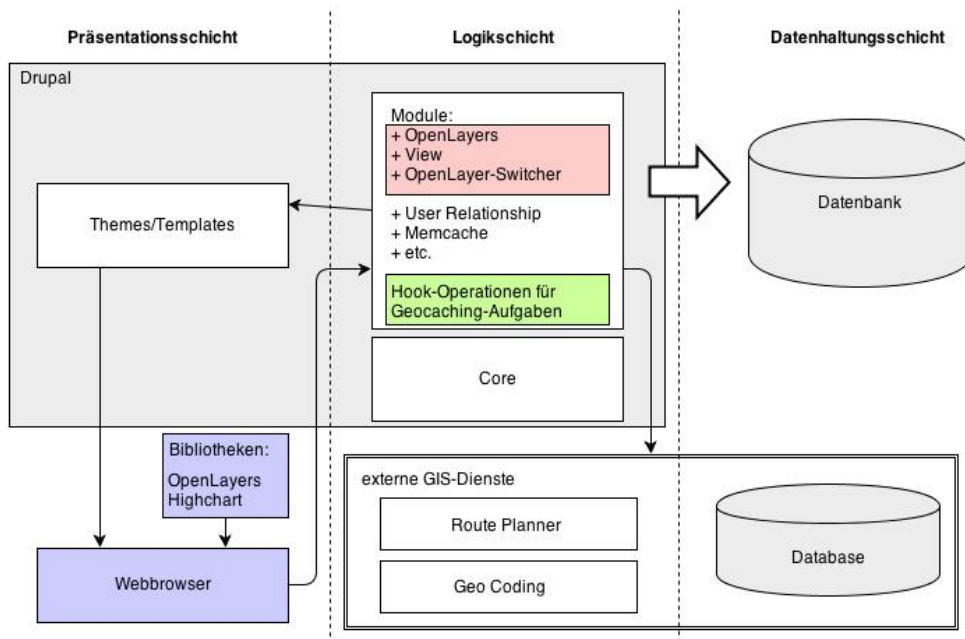 Präsentationsschicht
Logikschicht
Datenhaltungsschicht
Drupal
Module:
+ OpenLayers
+ View
+ OpenLayer-Switcher
+ User Relationship
+ Memcache
+ etc.
Hook-Operationen für
Geocaching-Aufgaben
Themes/Templates
Datenbank
Core
Bibliotheken:
OpenLayers
Highchart
Webbrowser
externe GIS-Dienste
Route Planner
Geo Coding
Database